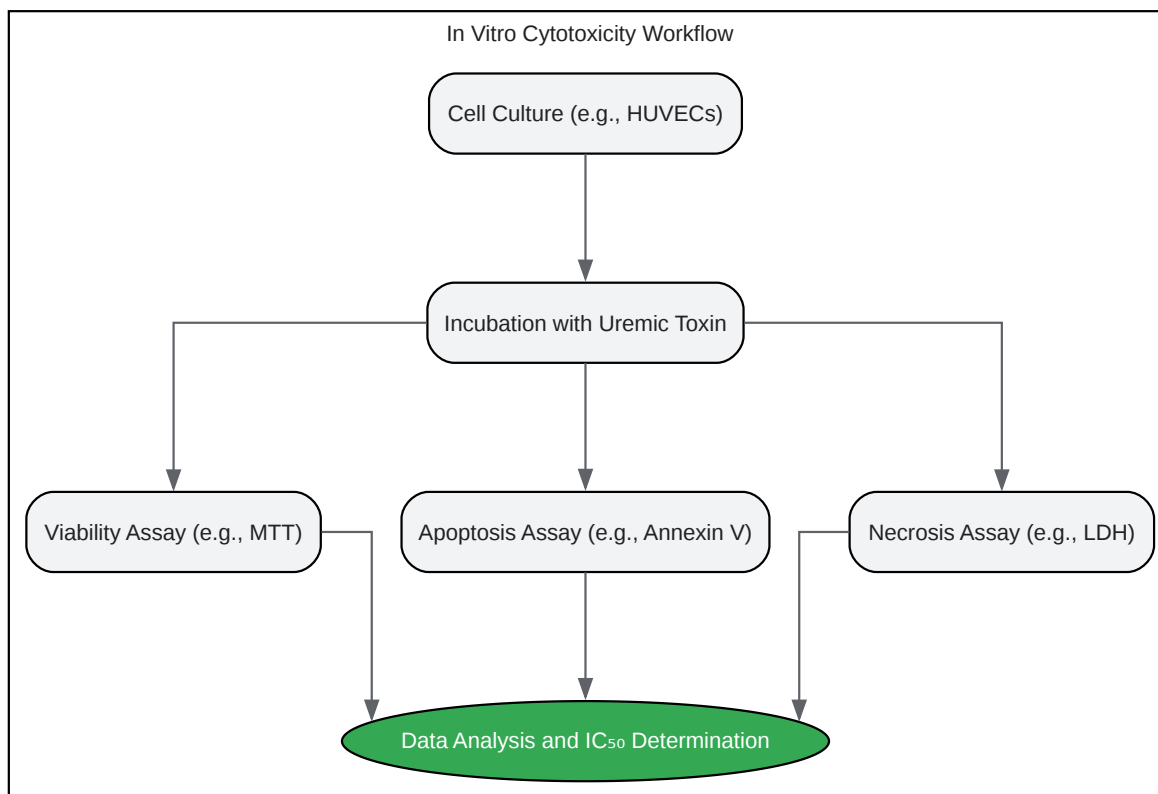 In Vitro Cytotoxicity Workflow
Cell Culture (e.g., HUVECs)
Incubation with Uremic Toxin
Viability Assay (e.g., MTT)
Apoptosis Assay (e.g., Annexin V)
Necrosis Assay (e.g., LDH)
Data Analysis and IC₅₀ Determination